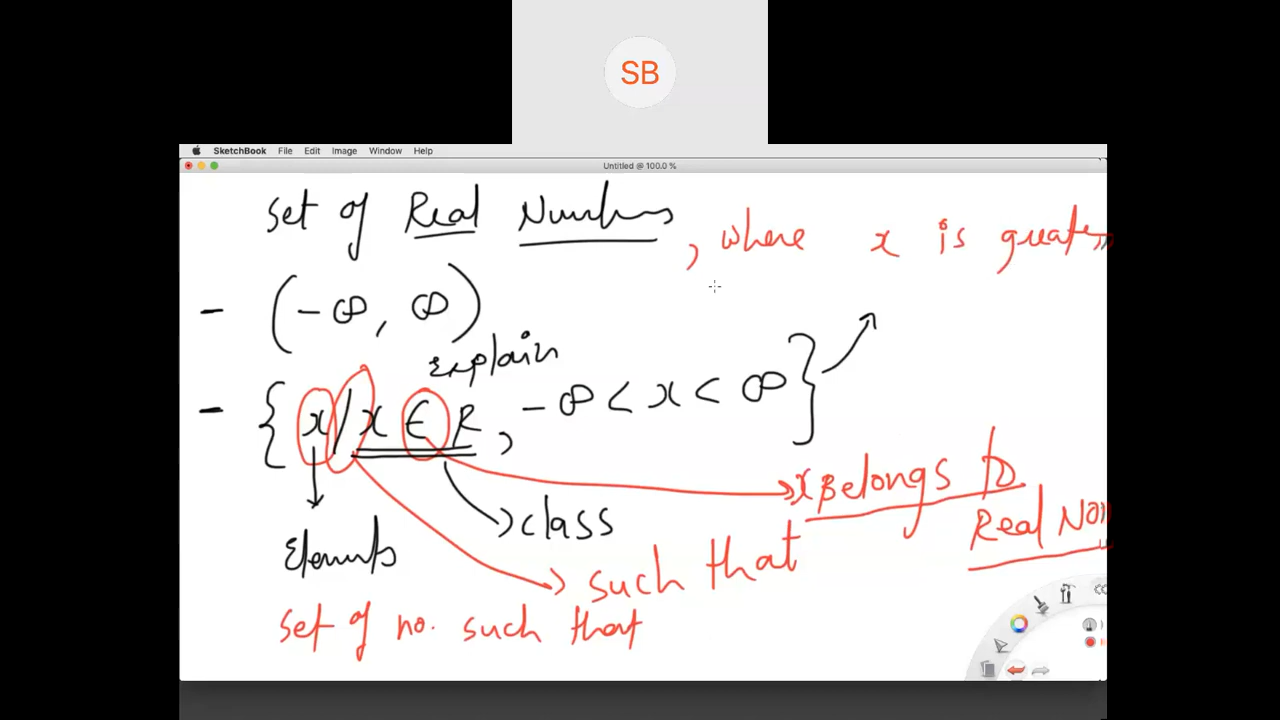 SB
SketchBook File Edit Image Window Help
Untitled @ 100.0 %
Set of Real Numbers
, where x is greater
- (-∞, ∞)
explain
- { x / x ∈ R, -∞ < x < ∞ }
x Belongs to
Real Nom
class
Elements
such that
set of no. such that